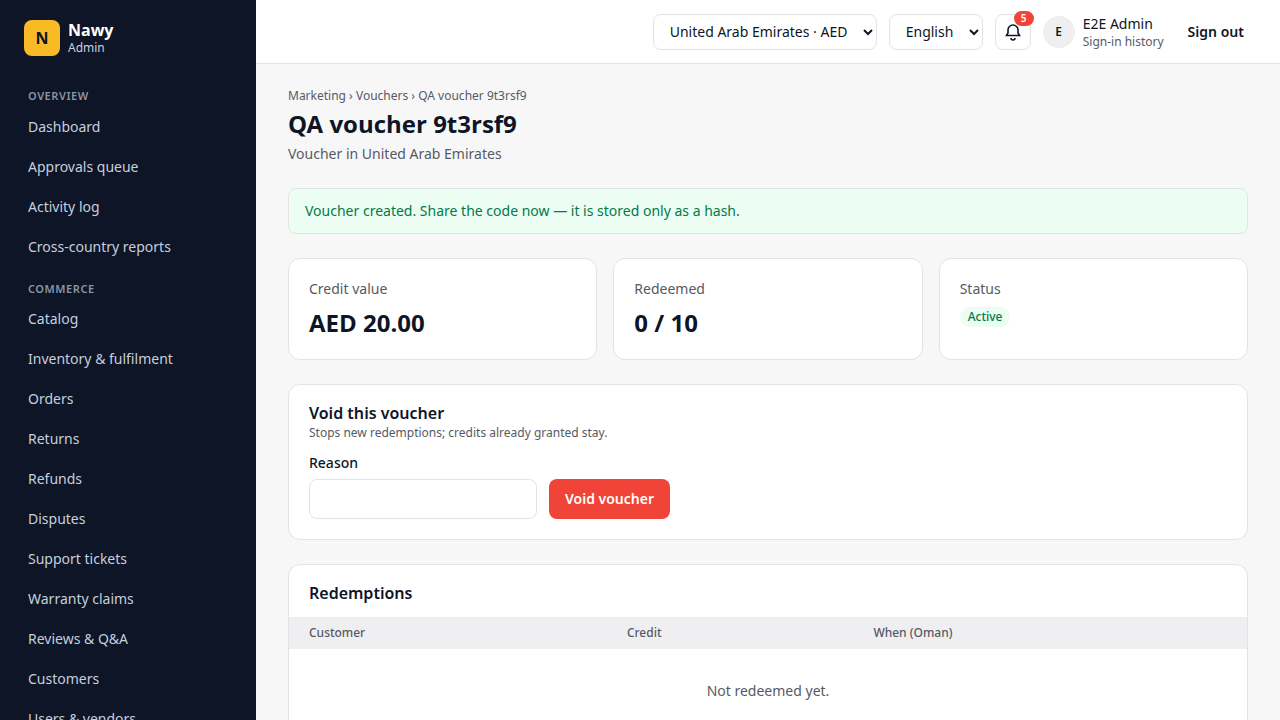 N
Nawy
Admin
OVERVIEW
Dashboard
Approvals queue
Activity log
Cross-country reports
COMMERCE
Catalog
Inventory & fulfilment
Orders
Returns
Refunds
Disputes
Support tickets
Warranty claims
Reviews & Q&A
Customers
Users & vendors
United Arab Emirates · AED
English
5
E
E2E Admin
Sign-in history
Sign out
Marketing › Vouchers › QA voucher 9t3rsf9
QA voucher 9t3rsf9
Voucher in United Arab Emirates
Voucher created. Share the code now — it is stored only as a hash.
Credit value
AED 20.00
Redeemed
0 / 10
Status
Active
Void this voucher
Stops new redemptions; credits already granted stay.
Reason
Void voucher
Redemptions
Customer Credit When (Oman)
Not redeemed yet.